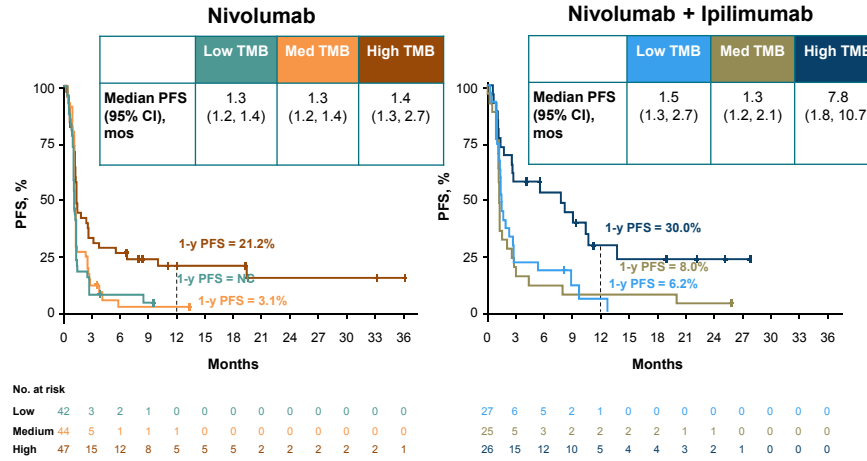 Nivolumab
Low TMB Med TMB High TMB
Median PFS (95% CI), mos
1.3 (1.2, 1.4)
1.3 (1.2, 1.4)
1.4 (1.3, 2.7)
PFS, %
100
50
25
0
1-y PFS = 21.2%
1-y PFS = NC
1-y PFS = 3.1%
0 3 6 9 12 15 18 21 24 27 30 33 36
Months
Nivolumab + Ipilimumab
Low TMB Med TMB High TMB
Median PFS (95% CI), mos
1.5 (1.3, 2.7)
1.3 (1.2, 2.1)
7.8 (1.8, 10.7
PFS, %
100
50
25
0
1-y PFS = 30.0%
1-y PFS = 8.0%
1-y PFS = 6.2%
0 3 6 9 12 15 18 21 24 27 30 33 36
Months
No. at risk
Low 42 3 2 1 0 0 0 0 0 0 0 0 0
Medium 44 5 1 1 1 0 0 0 0 0 0 0 0
High 47 15 12 8 5 5 5 2 2 2 2 2 1
27 6 5 2 1 0 0 0 0 0 0 0 0
25 5 3 2 2 2 2 1 1 0 0 0 0
26 15 12 10 5 4 4 3 2 1 0 0 0